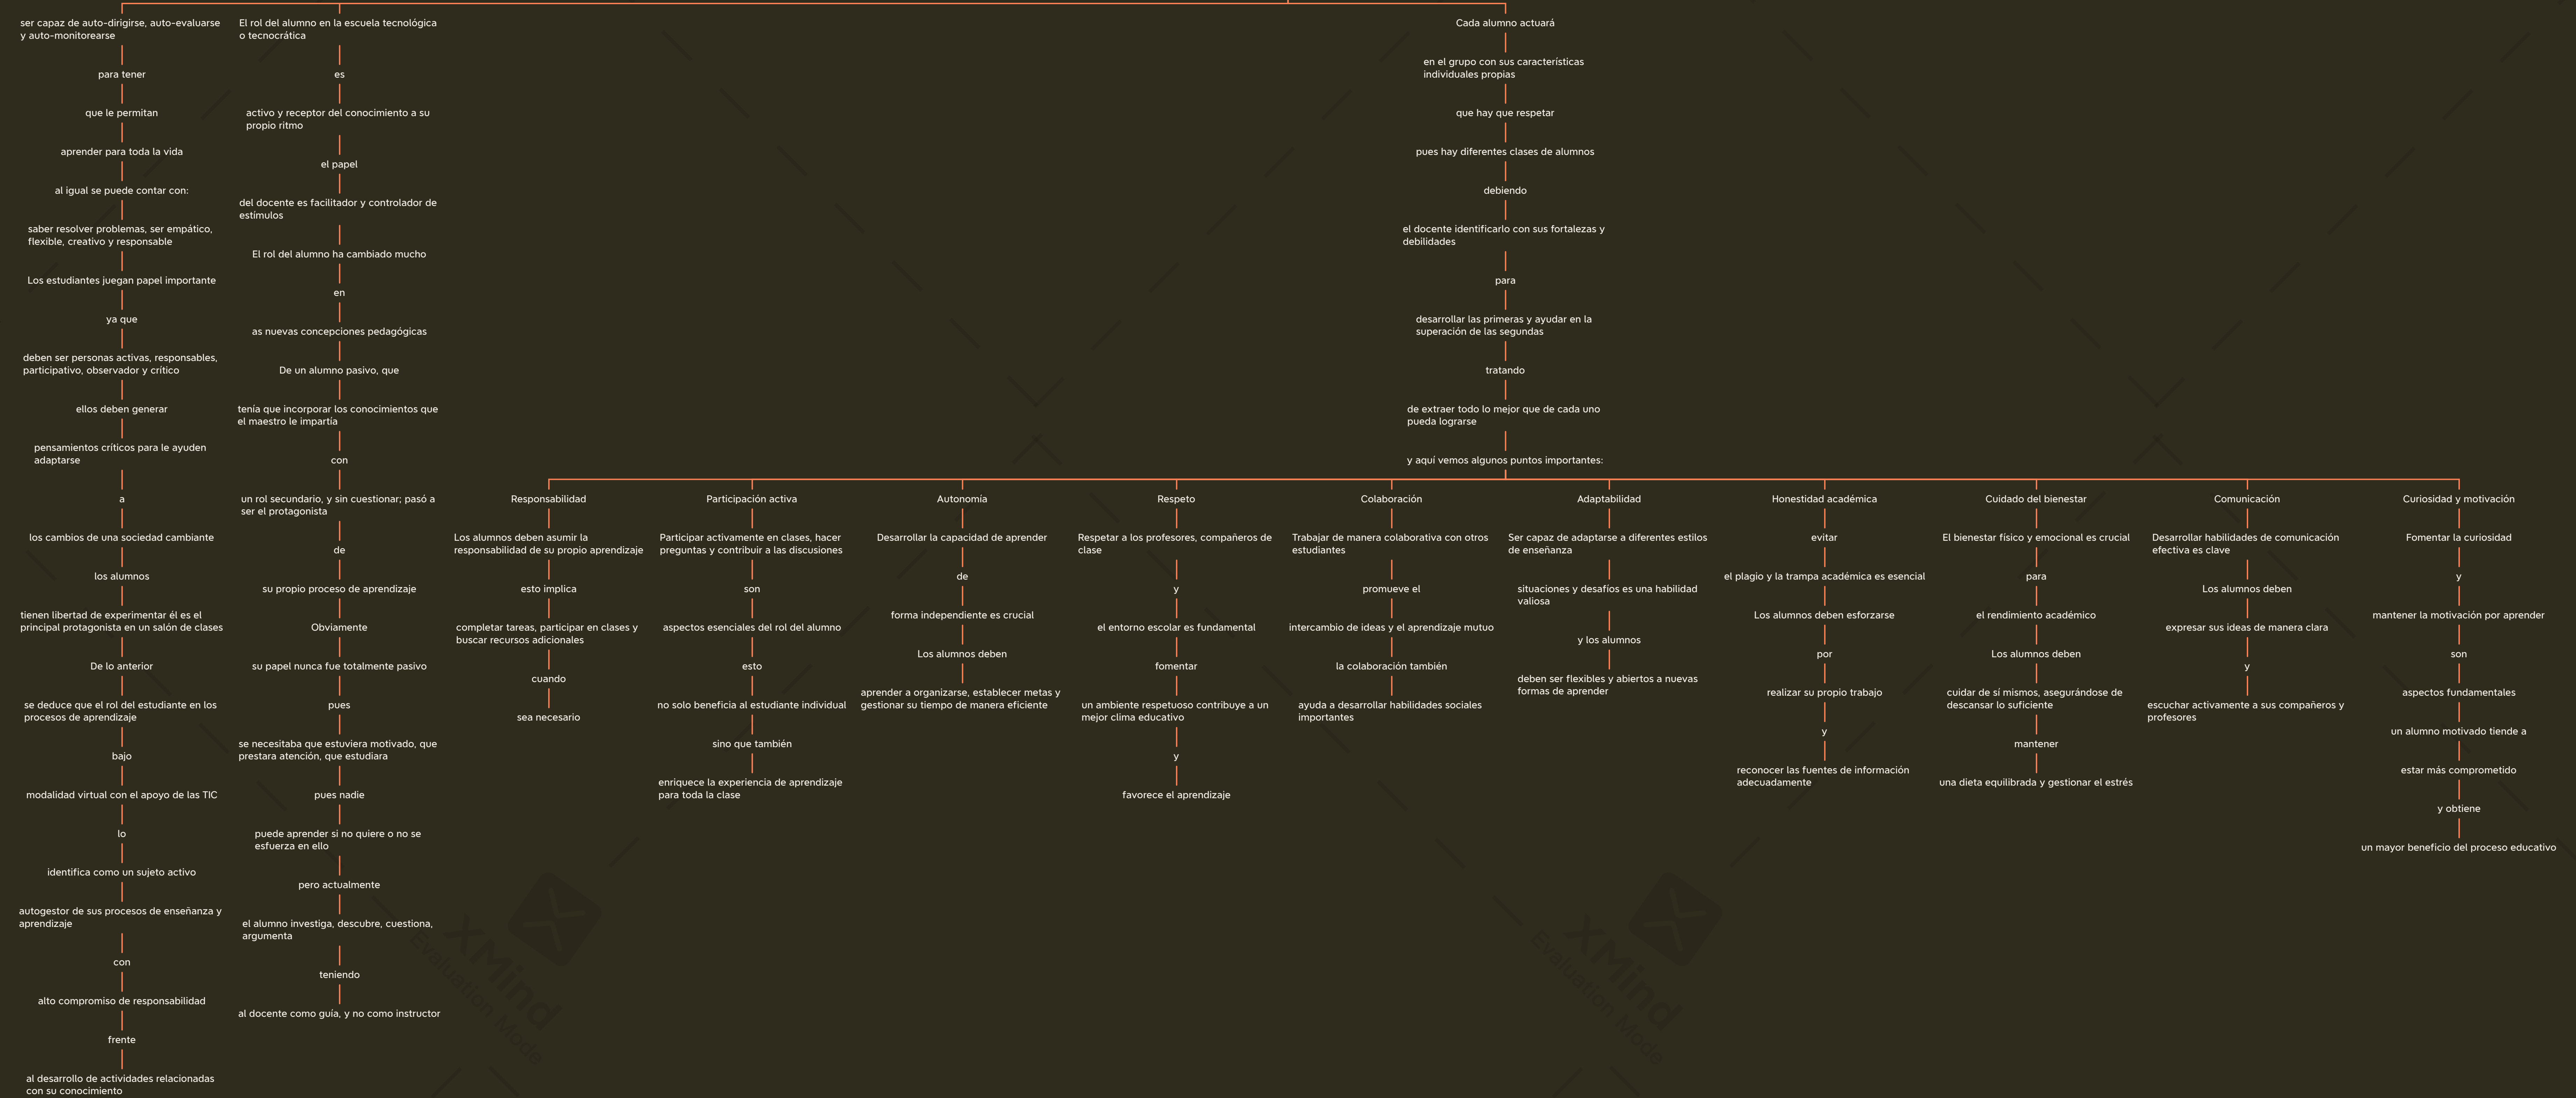 ser capaz de auto-dirigirse, auto-evaluarse
y auto-monitorearse
para tener
que le permitan
aprender para toda la vida
al igual se puede contar con:
saber resolver problemas, ser empático,
flexible, creativo y responsable
Los estudiantes juegan papel importante
ya que
deben ser personas activas, responsables,
participativo, observador y crítico
ellos deben generar
pensamientos críticos para le ayuden
adaptarse
a
los cambios de una sociedad cambiante
los alumnos
tienen libertad de experimentar él es el
principal protagonista en un salón de clases
De lo anterior
se deduce que el rol del estudiante en los
procesos de aprendizaje
bajo
modalidad virtual con el apoyo de las TIC
lo
identifica como un sujeto activo
autogestor de sus procesos de enseñanza y
aprendizaje
con
alto compromiso de responsabilidad
frente
al desarrollo de actividades relacionadas
con su conocimiento
El rol del alumno en la escuela tecnológica
o tecnocrática
es
activo y receptor del conocimiento a su
propio ritmo
el papel
del docente es facilitador y controlador de
estímulos
El rol del alumno ha cambiado mucho
en
as nuevas concepciones pedagógicas
De un alumno pasivo, que
tenía que incorporar los conocimientos que
el maestro le impartía
con
un rol secundario, y sin cuestionar; pasó a
ser el protagonista
de
su propio proceso de aprendizaje
Obviamente
su papel nunca fue totalmente pasivo
pues
se necesitaba que estuviera motivado, que
prestara atención, que estudiara
pues nadie
puede aprender si no quiere o no se
esfuerza en ello
pero actualmente
el alumno investiga, descubre, cuestiona,
argumenta
teniendo
al docente como guía, y no como instructor
Cada alumno actuará
en el grupo con sus características
individuales propias
que hay que respetar
pues hay diferentes clases de alumnos
debiendo
el docente identificarlo con sus fortalezas y
debilidades
para
desarrollar las primeras y ayudar en la
superación de las segundas
tratando
de extraer todo lo mejor que de cada uno
pueda lograrse
y aquí vemos algunos puntos importantes:
Responsabilidad
Los alumnos deben asumir la
responsabilidad de su propio aprendizaje
esto implica
completar tareas, participar en clases y
buscar recursos adicionales
cuando
sea necesario
Participación activa
Participar activamente en clases, hacer
preguntas y contribuir a las discusiones
son
aspectos esenciales del rol del alumno
esto
no solo beneficia al estudiante individual
sino que también
enriquece la experiencia de aprendizaje
para toda la clase
Autonomía
Desarrollar la capacidad de aprender
de
forma independiente es crucial
Los alumnos deben
aprender a organizarse, establecer metas y
gestionar su tiempo de manera eficiente
Respeto
Respetar a los profesores, compañeros de
clase
y
el entorno escolar es fundamental
fomentar
un ambiente respetuoso contribuye a un
mejor clima educativo
y
favorece el aprendizaje
Colaboración
Trabajar de manera colaborativa con otros
estudiantes
promueve el
intercambio de ideas y el aprendizaje mutuo
la colaboración también
ayuda a desarrollar habilidades sociales
importantes
Adaptabilidad
Ser capaz de adaptarse a diferentes estilos
de enseñanza
situaciones y desafíos es una habilidad
valiosa
y los alumnos
deben ser flexibles y abiertos a nuevas
formas de aprender
Honestidad académica
evitar
el plagio y la trampa académica es esencial
Los alumnos deben esforzarse
por
realizar su propio trabajo
y
reconocer las fuentes de información
adecuadamente
Cuidado del bienestar
El bienestar físico y emocional es crucial
para
el rendimiento académico
Los alumnos deben
cuidar de sí mismos, asegurándose de
descansar lo suficiente
mantener
una dieta equilibrada y gestionar el estrés
Comunicación
Desarrollar habilidades de comunicación
efectiva es clave
Los alumnos deben
expresar sus ideas de manera clara
y
escuchar activamente a sus compañeros y
profesores
Curiosidad y motivación
Fomentar la curiosidad
y
mantener la motivación por aprender
son
aspectos fundamentales
un alumno motivado tiende a
estar más comprometido
y obtiene
un mayor beneficio del proceso educativo
XMind
Evaluation Mode
XMind
Evaluation Mode